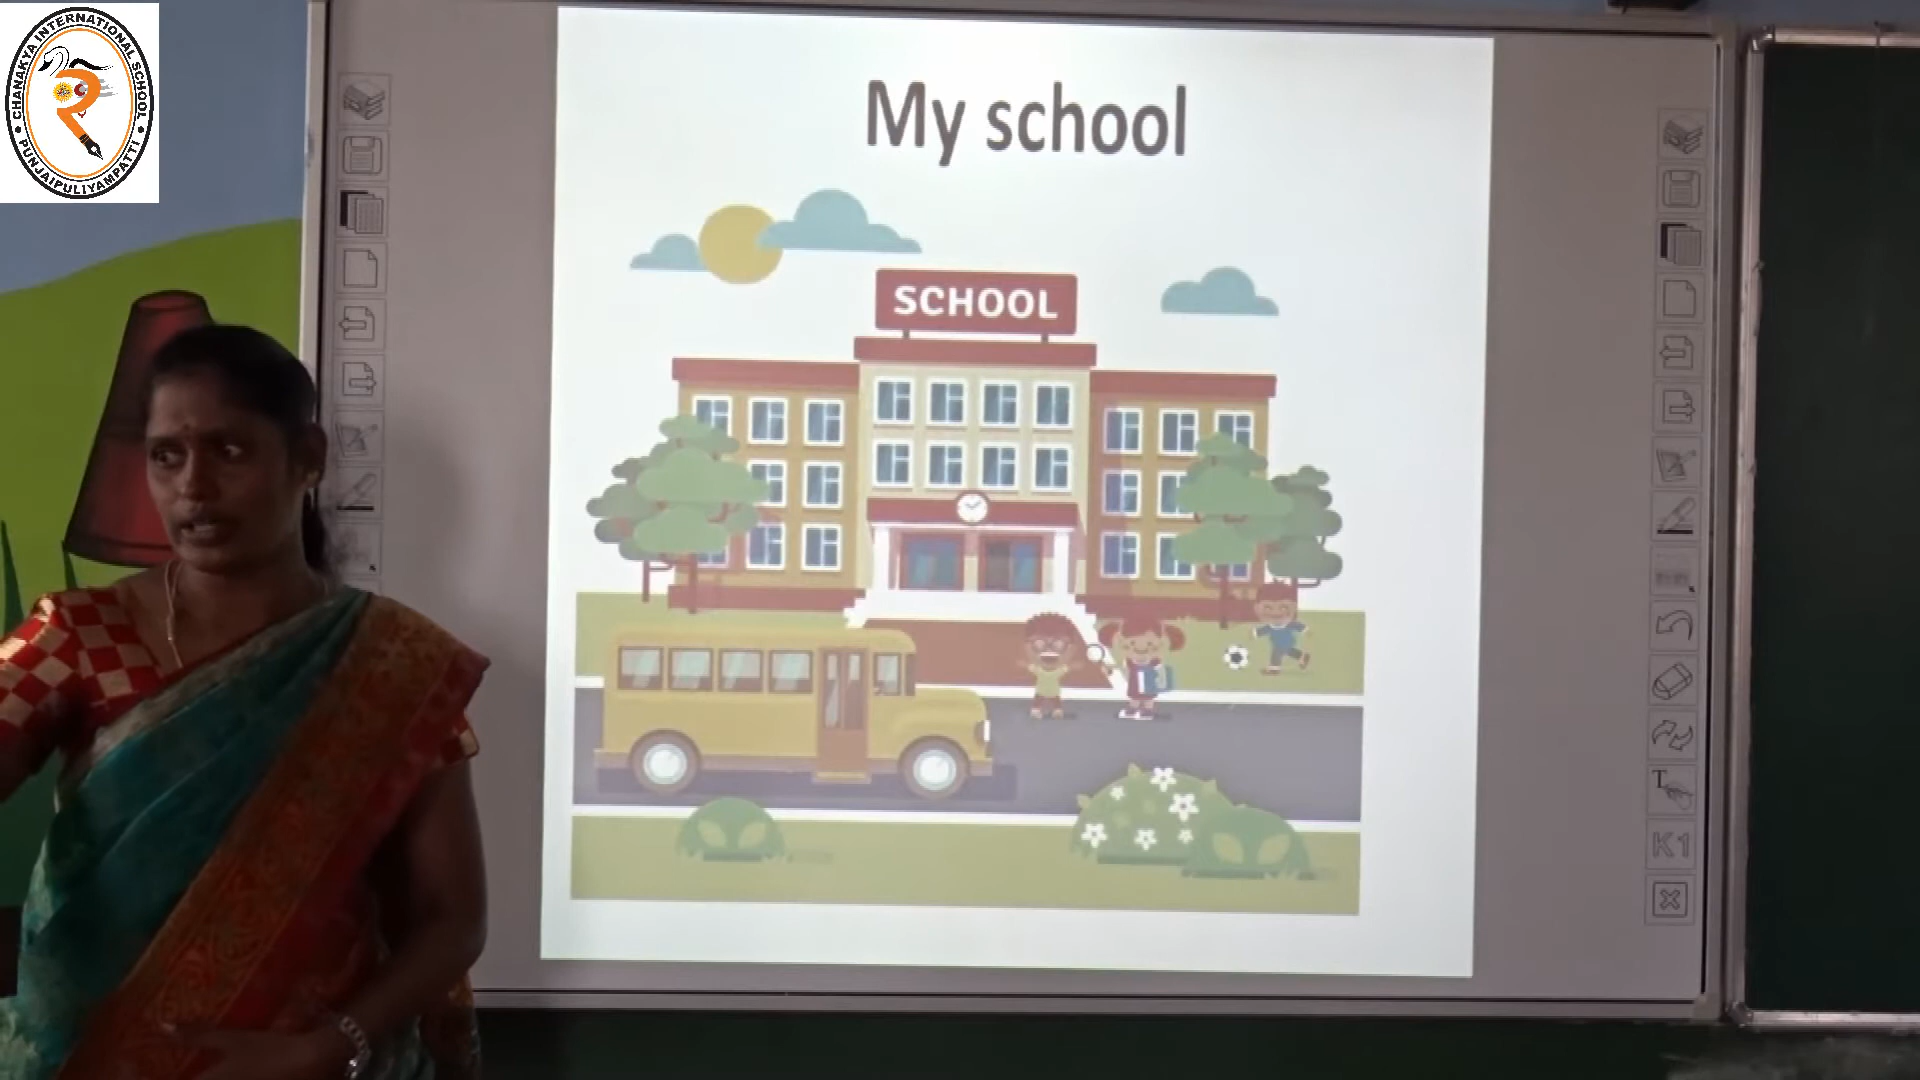 CHANAKYA INTERNATIONAL SCHOOL
• PUNJAIPULIYAMPATTI •
My school
SCHOOL
T
K1